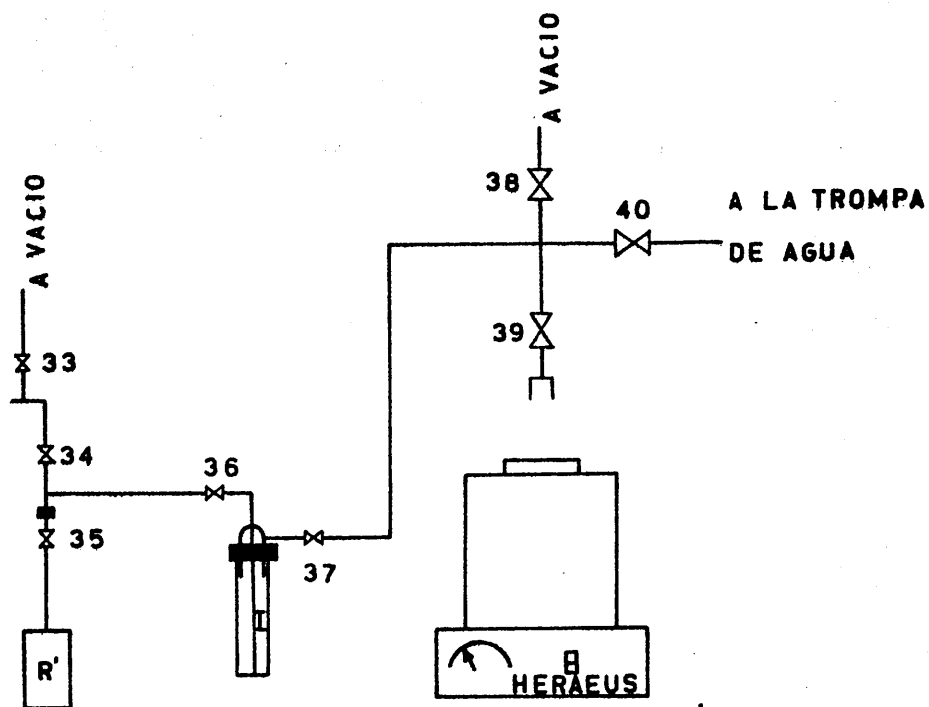 A VACIO
38
40
A LA TROMPA
DE AGUA
A VACIO
39
33
34
36
35
37
I
R'
HERAEUS